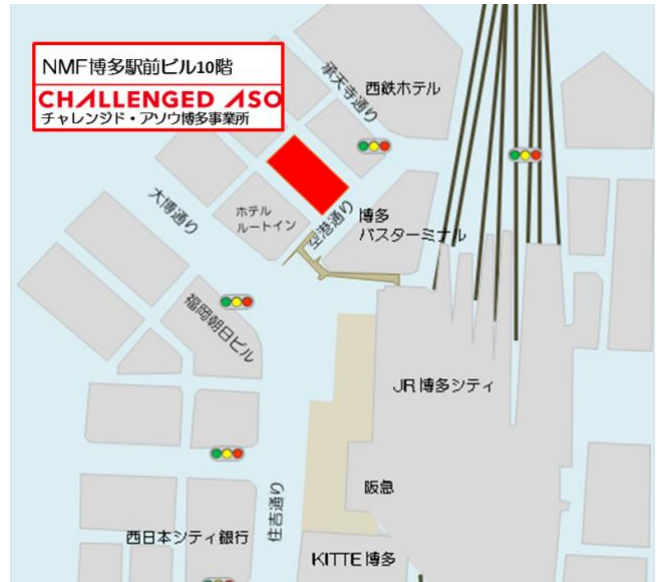 NMF博多駅前ビル10階
CHALLENGED ASO
チャレンジド・アソウ博多事業所
承天寺通り
西鉄ホテル
大博通り
ホテル
ルートイン
空港通り
博多
バスターミナル
福岡朝日ビル
JR博多シティ
阪急
住吉通り
西日本シティ銀行
KITTE博多